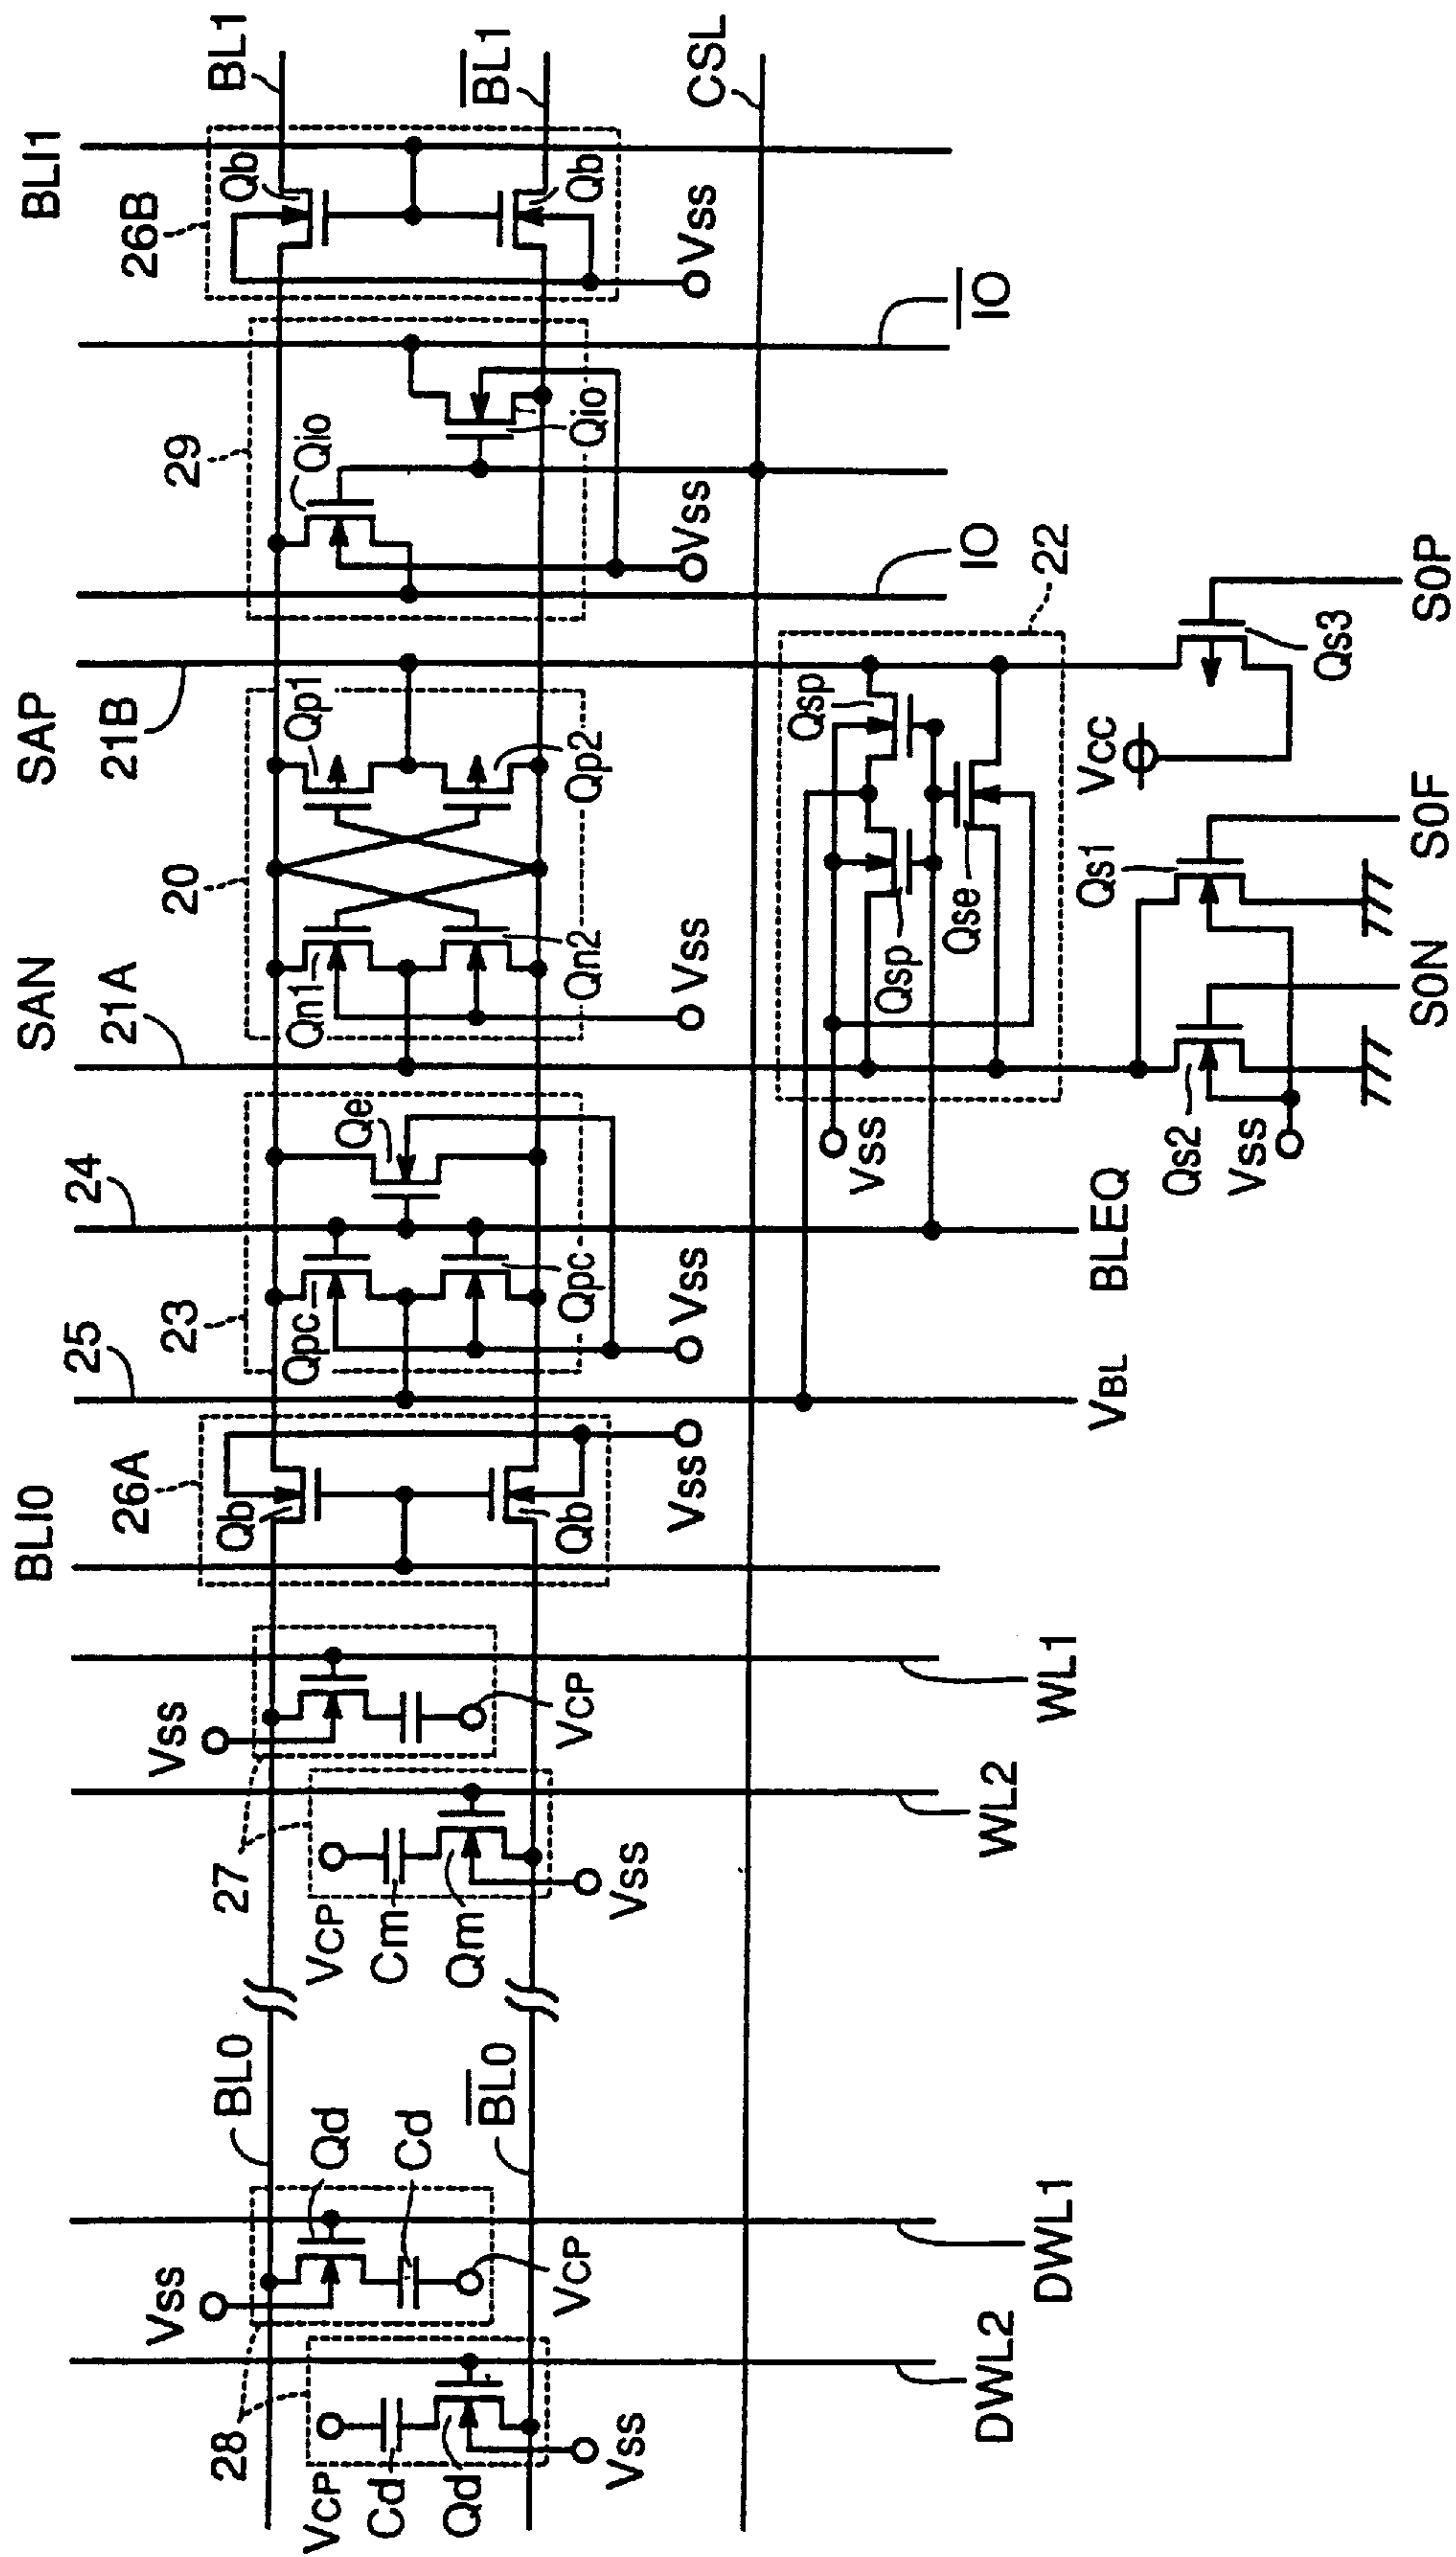 BLI0
SAN
SAP
BLI1
25
24
21A
21B
26A
23
20
29
26B
Vss
Vss
27
28
BL0
BL0
BL1
BL1
Qb
Qb
Qpc
Qpc
Qe
Qn1
Qn2
Qp1
Qp2
Qio
Qio
Qb
Qb
VCP
Cd
Qd
Vss
Qd
Cd
VCP
VCP
Cm
Qm
Vss
VCP
Vss
Vss
Vss
Vss
Vss
CSL
DWL2
DWL1
WL2
WL1
VBL
BLEQ
IO
IO
22
Vss
Qsp
Qsp
Qse
Qs2
Qs1
Vcc
Qs3
Vss
S0N
S0F
S0P